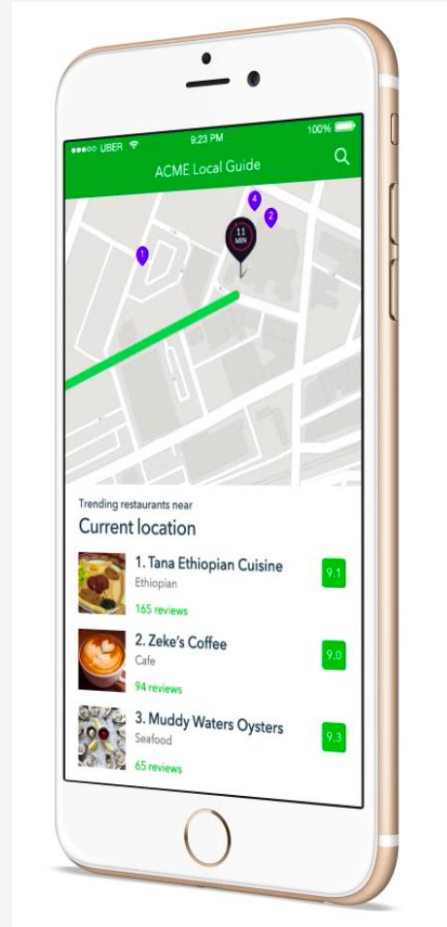 UBER 9:23 PM 100%
ACME Local Guide
4
2
1
11
MIN
Trending restaurants near
Current location
1. Tana Ethiopian Cuisine
Ethiopian
9.1
165 reviews
2. Zeke's Coffee
Cafe
9.0
94 reviews
3. Muddy Waters Oysters
Seafood
9.3
65 reviews